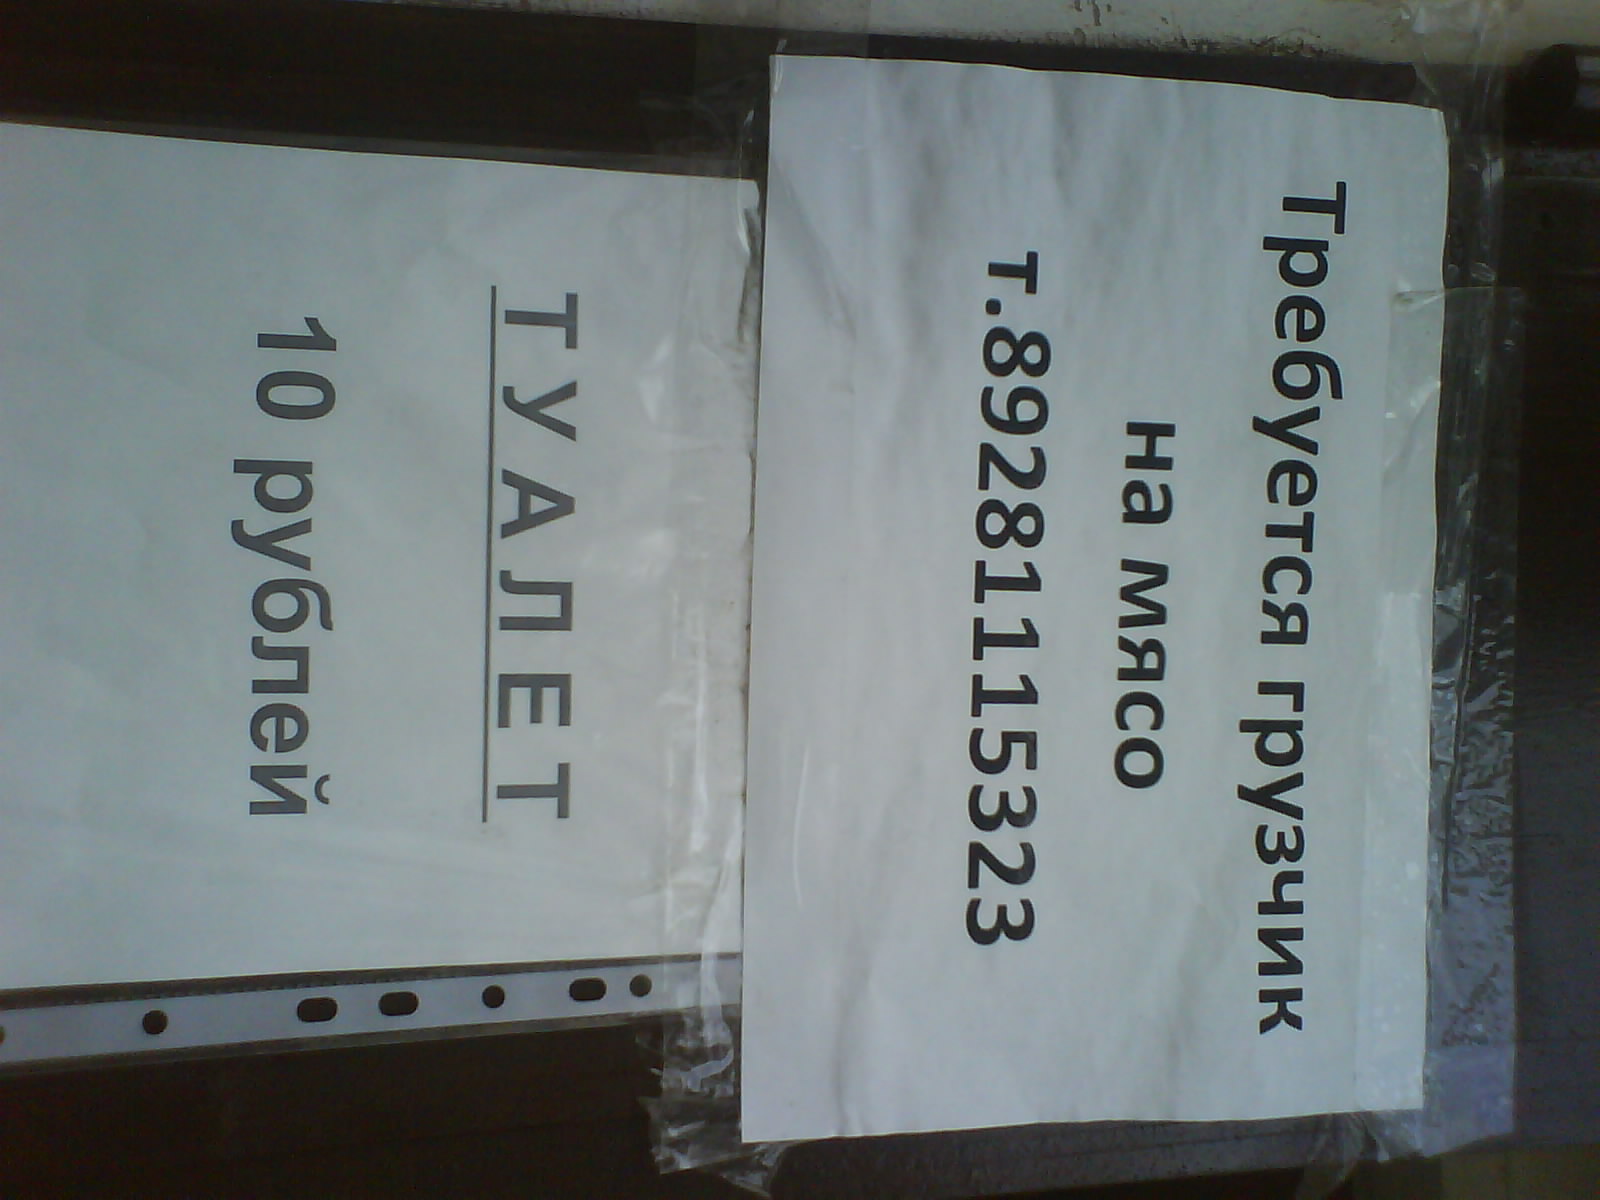 Требуется грузчик
на мясо
т.89281115323
ТУАЛЕТ
10 рублей